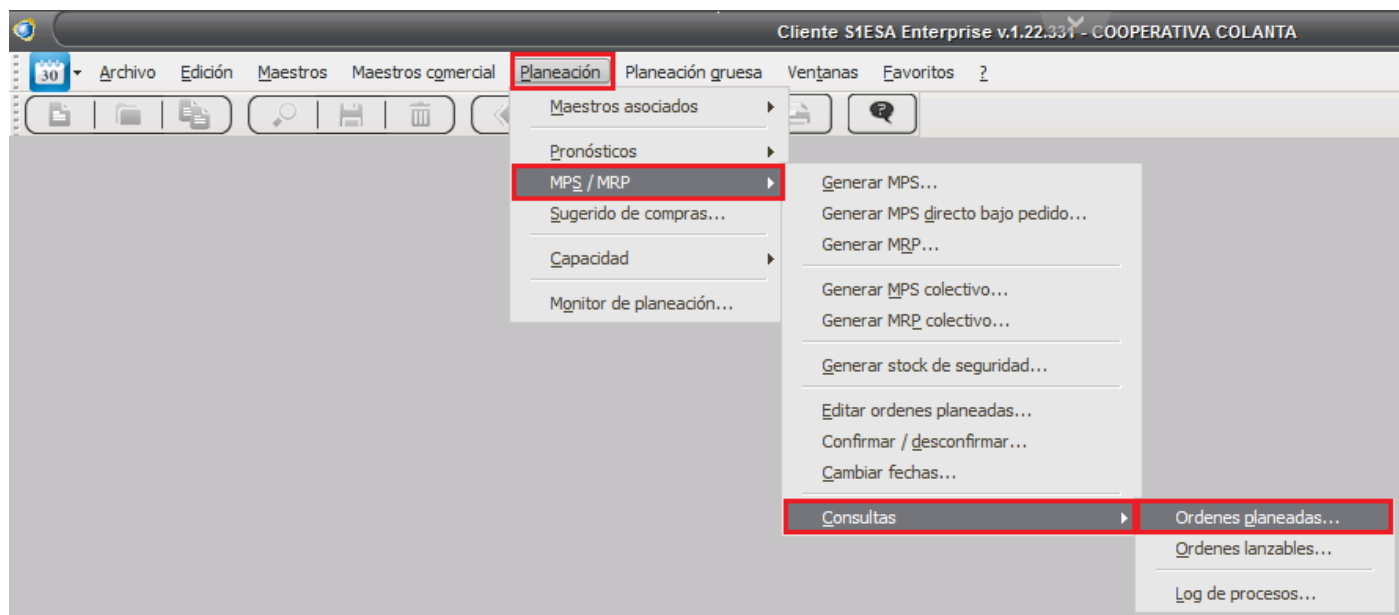 Cliente S1ESA Enterprise v.1.22.331 - COOPERATIVA COLANTA
30 Archivo Edición Maestros Maestros comercial Planeación Planeación gruesa Ventanas Favoritos ?
Maestros asociados
Pronósticos
MPS / MRP
Sugerido de compras...
Capacidad
Monitor de planeación...
Generar MPS...
Generar MPS directo bajo pedido...
Generar MRP...
Generar MPS colectivo...
Generar MRP colectivo...
Generar stock de seguridad...
Editar ordenes planeadas...
Confirmar / desconfirmar...
Cambiar fechas...
Consultas
Ordenes planeadas...
Ordenes lanzables...
Log de procesos...